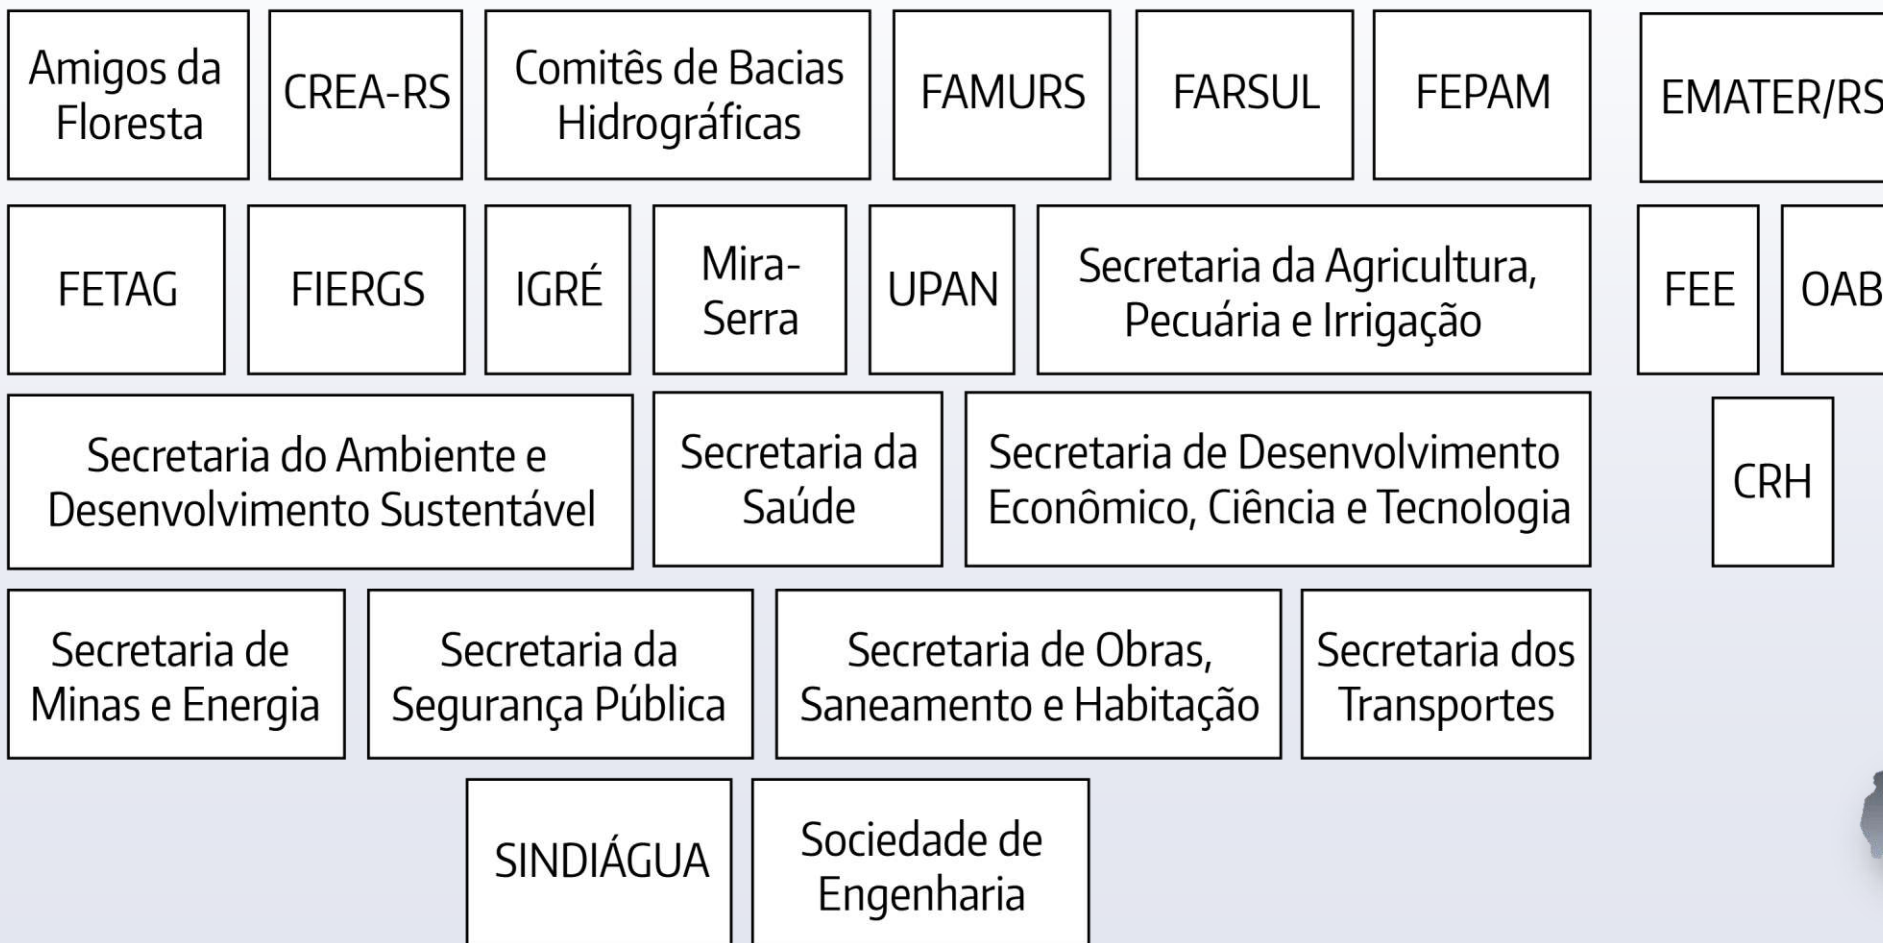 Amigos da
Floresta
CREA-RS
Comitês de Bacias
Hidrográficas
FAMURS
FARSUL
FEPAM
EMATER/RS
FETAG
FIERGS
IGRÉ
Mira-
Serra
UPAN
Secretaria da Agricultura,
Pecuária e Irrigação
FEE
OAB
Secretaria do Ambiente e
Desenvolvimento Sustentável
Secretaria da
Saúde
Secretaria de Desenvolvimento
Econômico, Ciência e Tecnologia
CRH
Secretaria de
Minas e Energia
Secretaria da
Segurança Pública
Secretaria de Obras,
Saneamento e Habitação
Secretaria dos
Transportes
SINDIÁGUA
Sociedade de
Engenharia